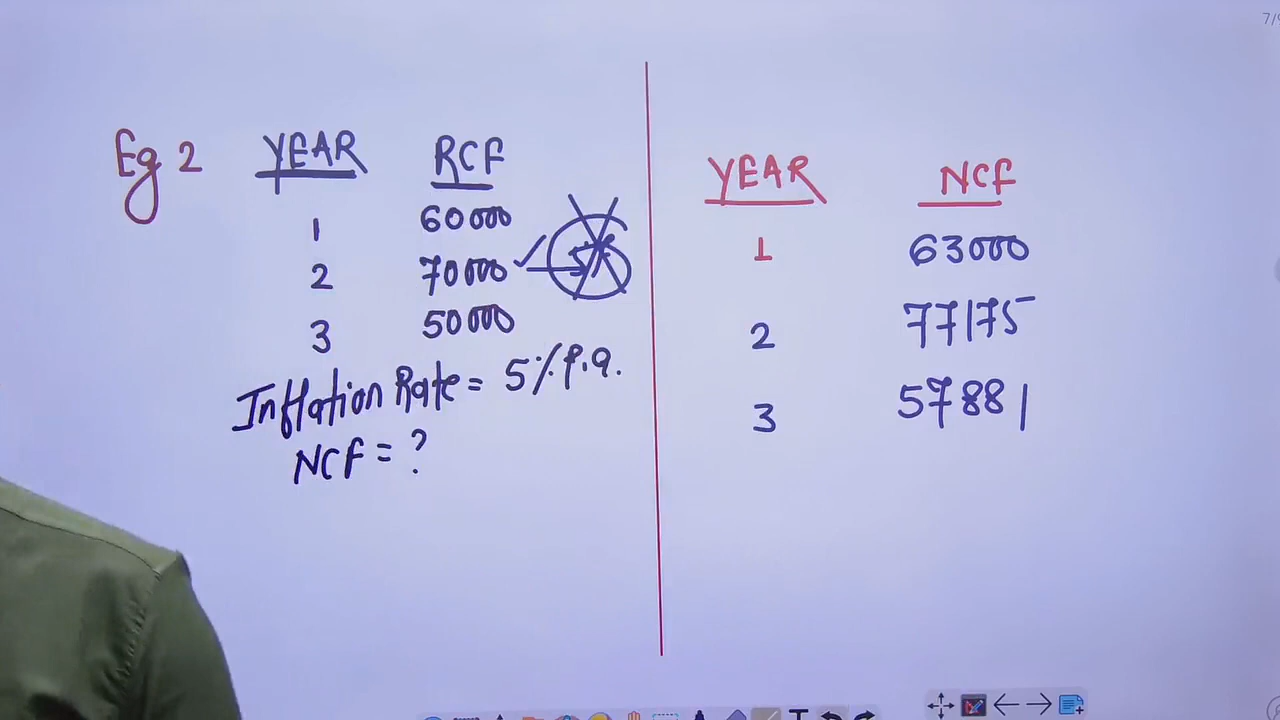 Eg 2 YEAR RCF
1 60000
2 70000
3 50000
Inflation Rate = 5% P.a.
NCF = ?
YEAR NCF
1 63000
2 77175
3 57881